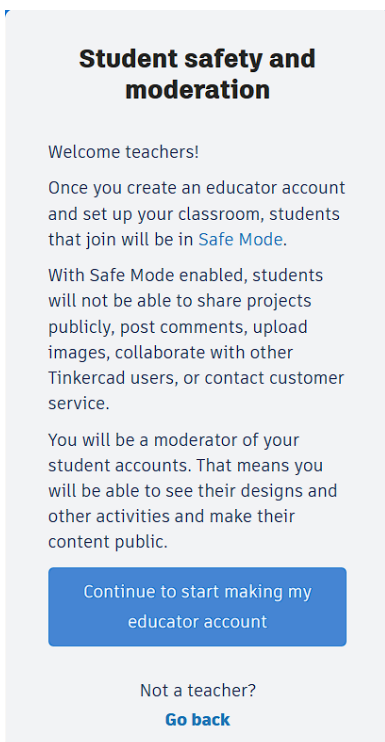 Student safety and
moderation
Welcome teachers!
Once you create an educator account
and set up your classroom, students
that join will be in Safe Mode.
With Safe Mode enabled, students
will not be able to share projects
publicly, post comments, upload
images, collaborate with other
Tinkercad users, or contact customer
service.
You will be a moderator of your
student accounts. That means you
will be able to see their designs and
other activities and make their
content public.
Continue to start making my
educator account
Not a teacher?
Go back